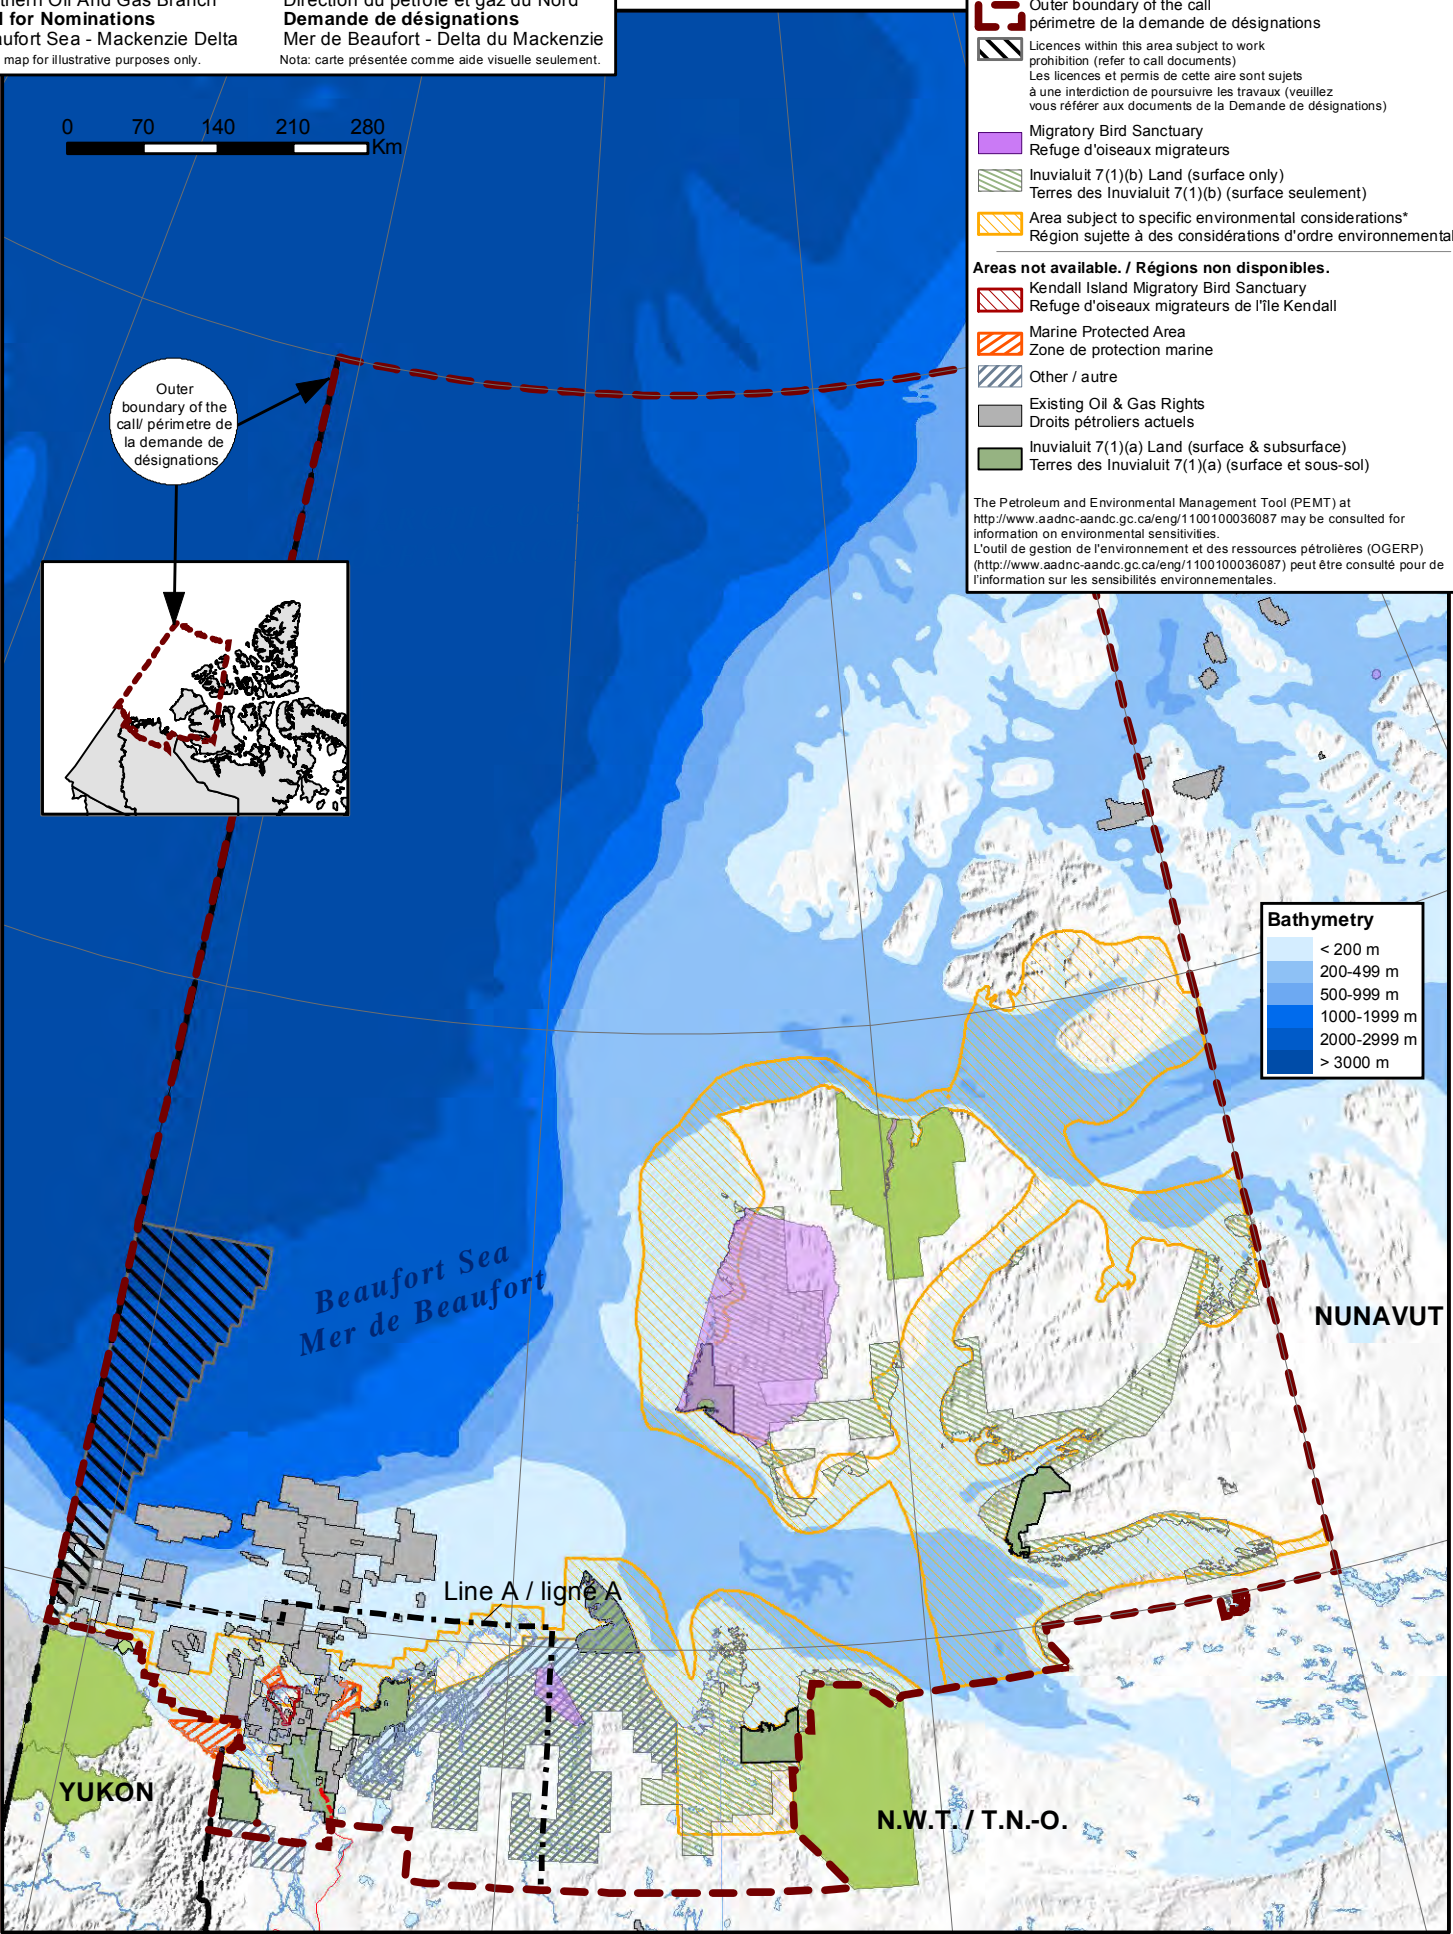 And Gas Branch
for Nominations
Sea - Mackenzie Delta
map for illustrative purposes only.
Direction du pétrole et gaz du Nord
Demande de désignations
Mer de Beaufort - Delta du Mackenzie
Nota: carte présentée comme aide visuelle seulement.
0 70 140 210 280
Km
Outer boundary of the call
périmetre de la demande de désignations
Licences within this area subject to work
prohibition (refer to call documents)
Les licences et permis de cette aire sont sujets
à une interdiction de poursuivre les travaux (veuillez
vous référer aux documents de la Demande de désignations)
Migratory Bird Sanctuary
Refuge d'oiseaux migrateurs
Inuvialuit 7(1)(b) Land (surface only)
Terres des Inuvialuit 7(1)(b) (surface seulement)
Area subject to specific environmental considerations*
Région sujette à des considérations d'ordre environnemental
Areas not available. / Régions non disponibles.
Kendall Island Migratory Bird Sanctuary
Refuge d'oiseaux migrateurs de l'île Kendall
Marine Protected Area
Zone de protection marine
Other / autre
Existing Oil & Gas Rights
Droits pétroliers actuels
Inuvialuit 7(1)(a) Land (surface & subsurface)
Terres des Inuvialuit 7(1)(a) (surface et sous-sol)
The Petroleum and Environmental Management Tool (PEMT) at
http://www.aadnc-aandc.gc.ca/eng/1100100036087 may be consulted for
information on environmental sensitivities.
L'outil de gestion de l'environnement et des ressources pétrolières (OGERP)
(http://www.aadnc-aandc.gc.ca/eng/1100100036087) peut être consulté pour de
l'information sur les sensibilités environnementales.
Outer
boundary of the
call/ périmetre de
la demande de
désignations
Bathymetry
< 200 m
200-499 m
500-999 m
1000-1999 m
2000-2999 m
> 3000 m
Beaufort Sea
Mer de Beaufort
NUNAVUT
Line A / ligne A
YUKON
N.W.T. / T.N.-O.